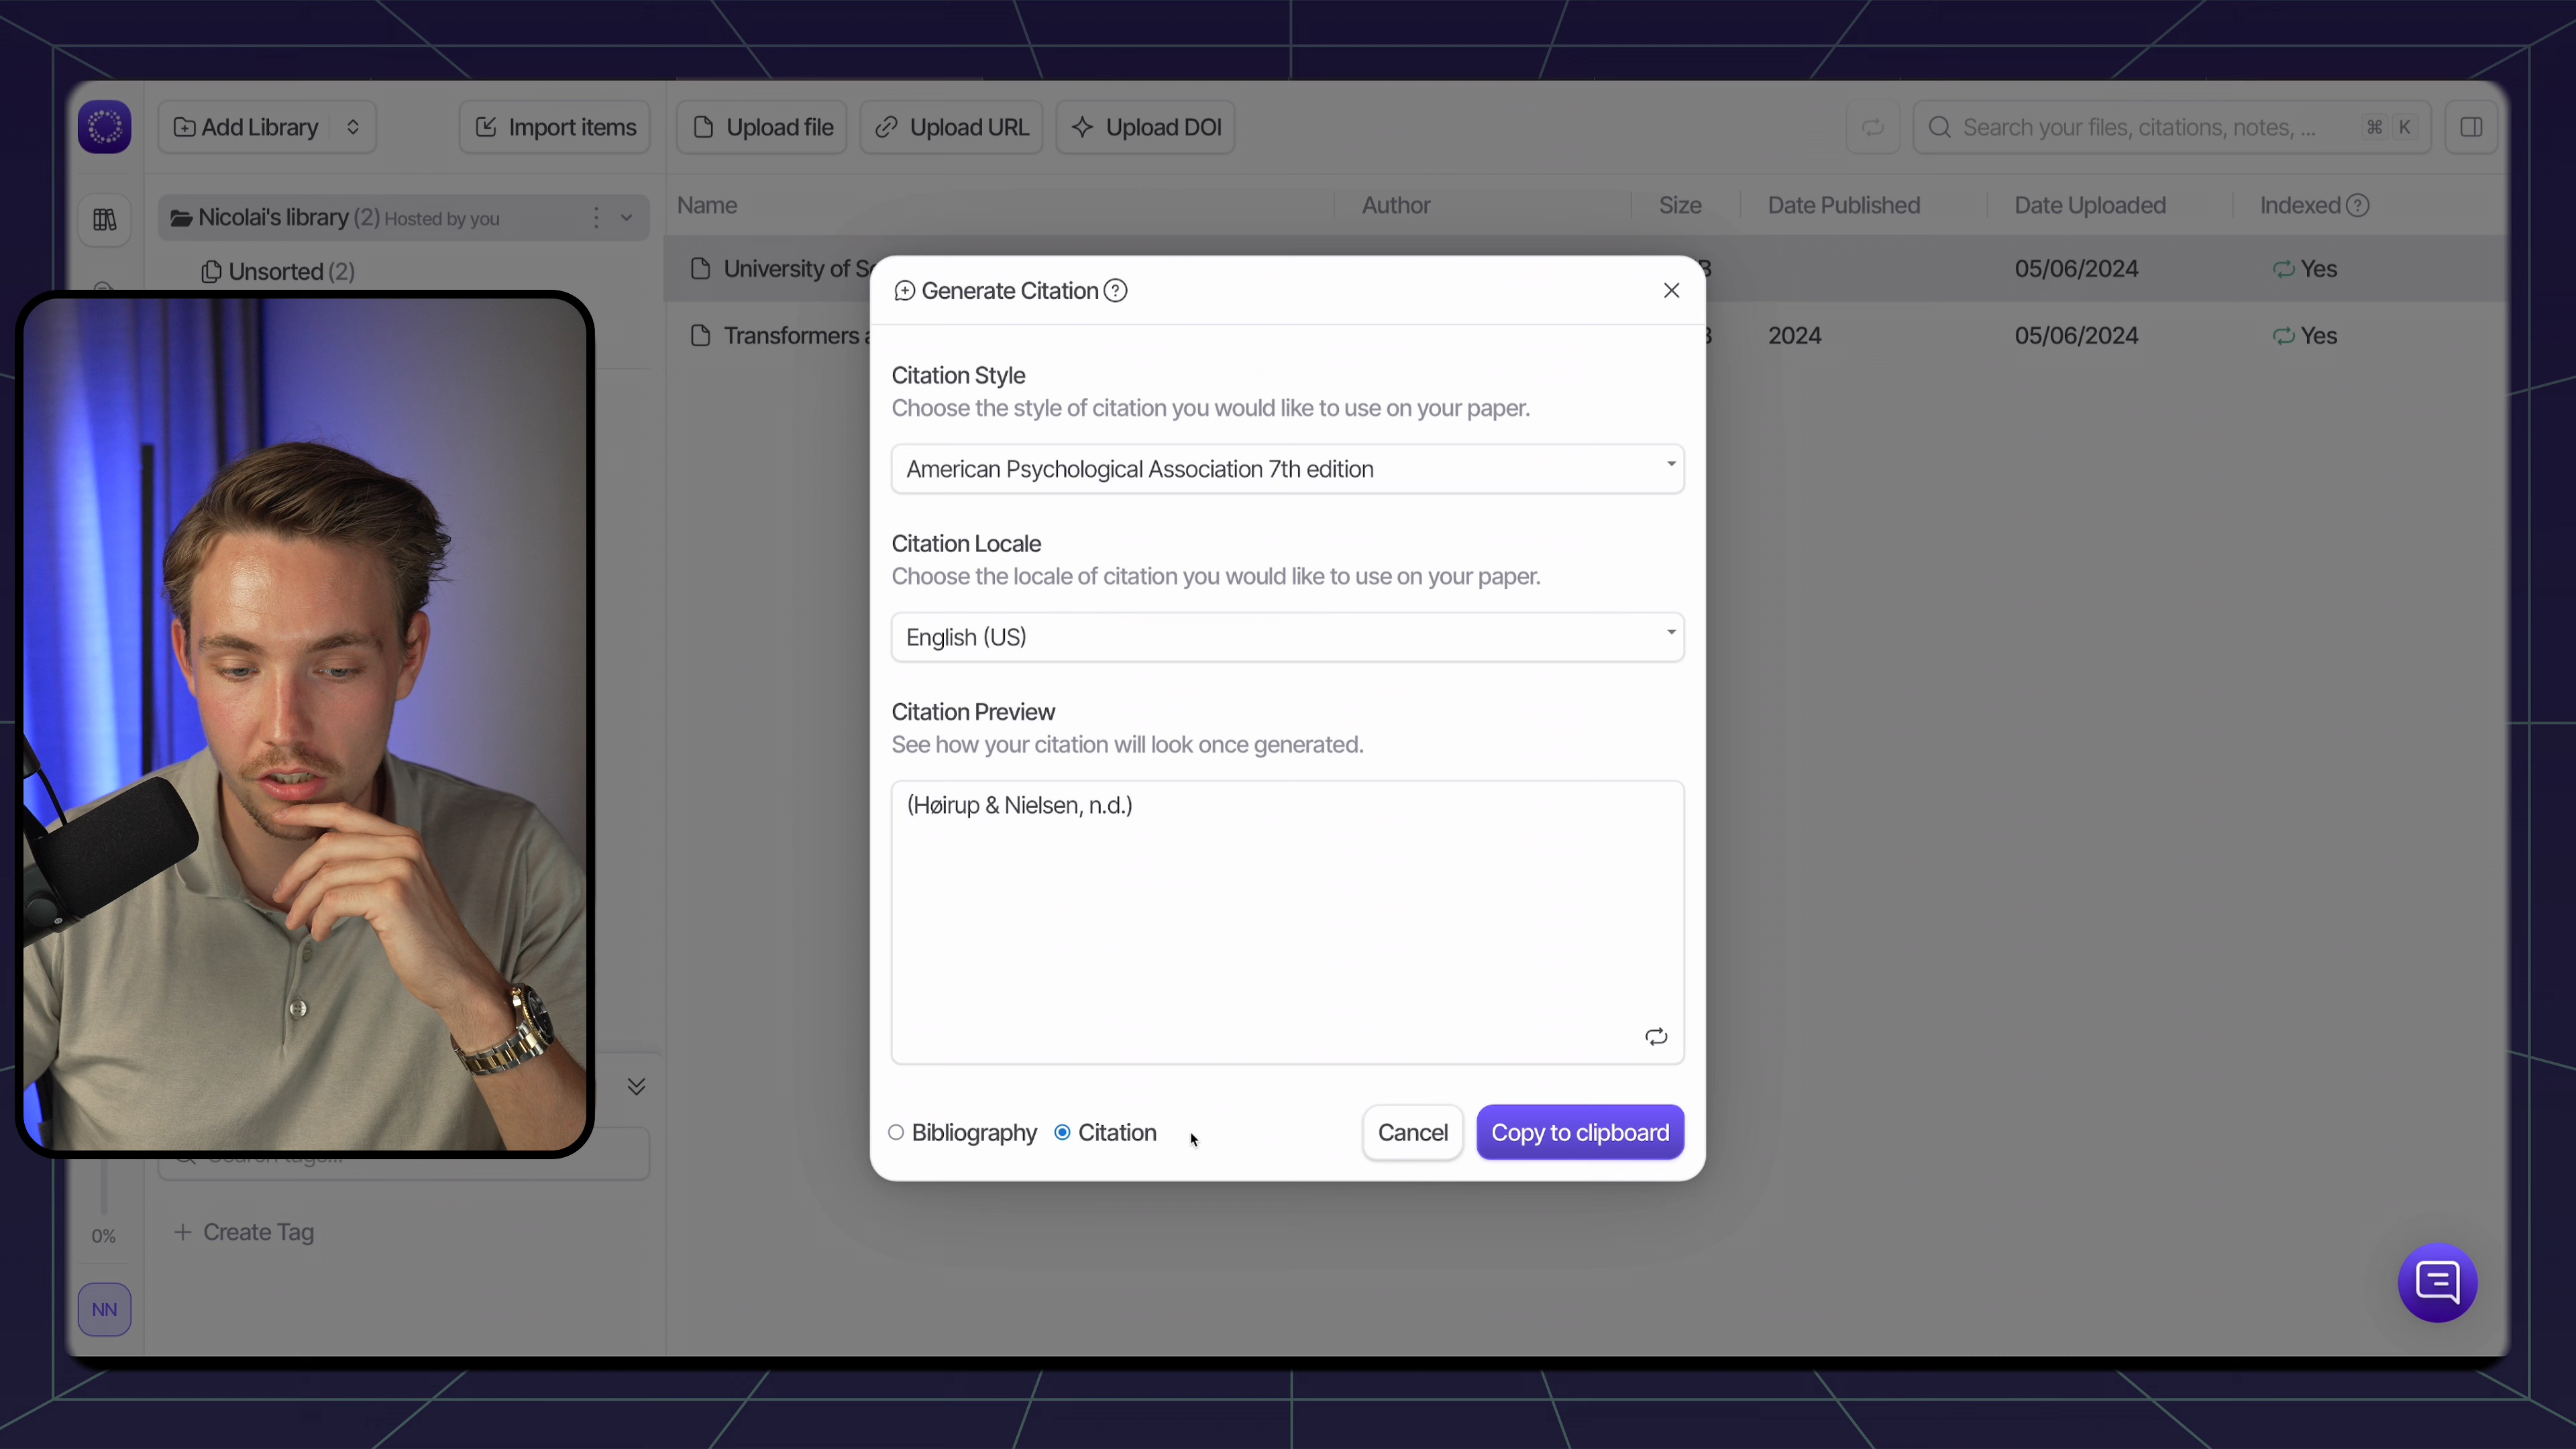 Add Library
Import items
Upload file
Upload URL
Upload DOI
Search your files, citations, notes, ...
⌘ K
Nicolai's library (2) Hosted by you
Unsorted (2)
Name
Author
Size
Date Published
Date Uploaded
Indexed ?
University of
05/06/2024
Yes
Transformers
2024
05/06/2024
Yes
Generate Citation ?
Citation Style
Choose the style of citation you would like to use on your paper.
American Psychological Association 7th edition
Citation Locale
Choose the locale of citation you would like to use on your paper.
English (US)
Citation Preview
See how your citation will look once generated.
(Høirup & Nielsen, n.d.)
Bibliography
Citation
Cancel
Copy to clipboard
Create Tag
0%
NN